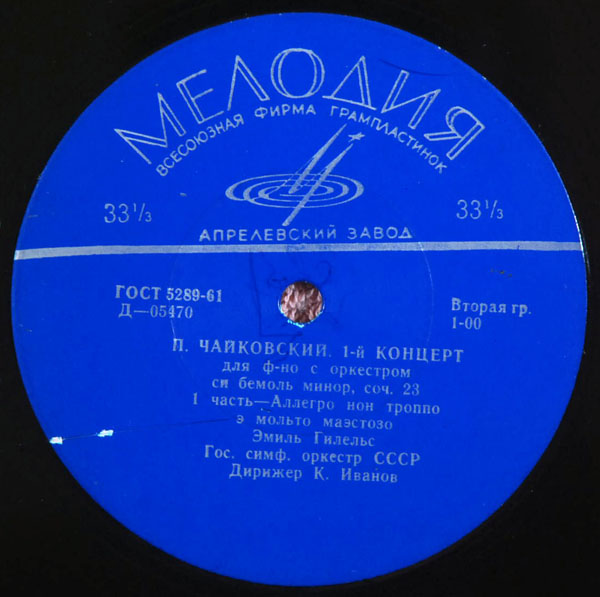 МЕЛОДИЯ
ВСЕСОЮЗНАЯ ФИРМА ГРАМПЛАСТИНОК
33⅓ 33⅓
АПРЕЛЕВСКИЙ ЗАВОД
ГОСТ 5289-61
Д—05470
Вторая гр.
1-00
П. ЧАЙКОВСКИЙ. 1-й КОНЦЕРТ
для ф-но с оркестром
си бемоль минор, соч. 23
I часть—Аллегро нон троппо
э мольто маэстозо
Эмиль Гилельс
Гос. симф. оркестр СССР
Дирижер К. Иванов